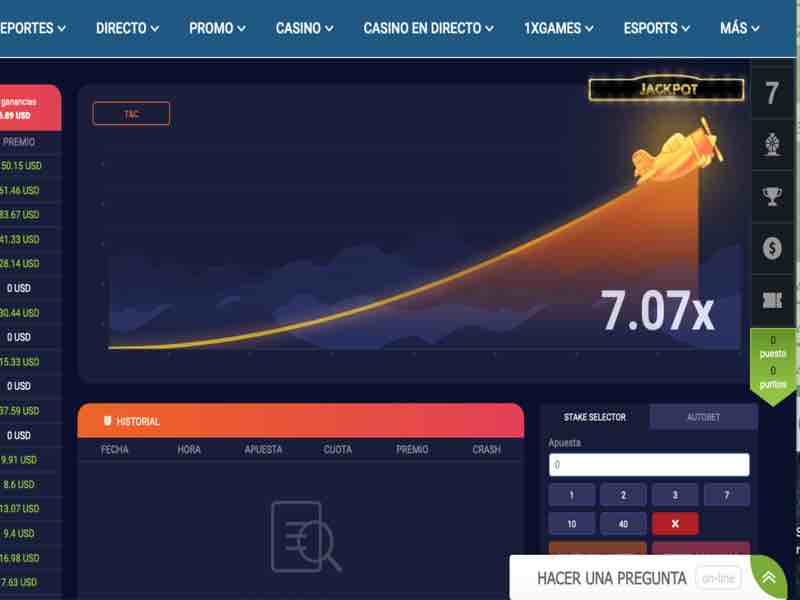 EPORTES DIRECTO PROMO CASINO CASINO EN DIRECTO 1XGAMES ESPORTS MÁS
ganancias
.89 USD
PREMIO
50.15 USD
61.46 USD
83.67 USD
41.33 USD
28.14 USD
0 USD
30.44 USD
0 USD
15.33 USD
0 USD
37.59 USD
0 USD
9.91 USD
8.6 USD
13.07 USD
9.4 USD
16.98 USD
7.63 USD
T&C
JACKPOT
7.07x
7
0
puesto
0
puntos
HISTORIAL
FECHA HORA APUESTA CUOTA PREMIO CRASH
STAKE SELECTOR AUTOBET
Apuesta
0
1 2 3 7
10 40 X
HACER UNA PREGUNTA on-line